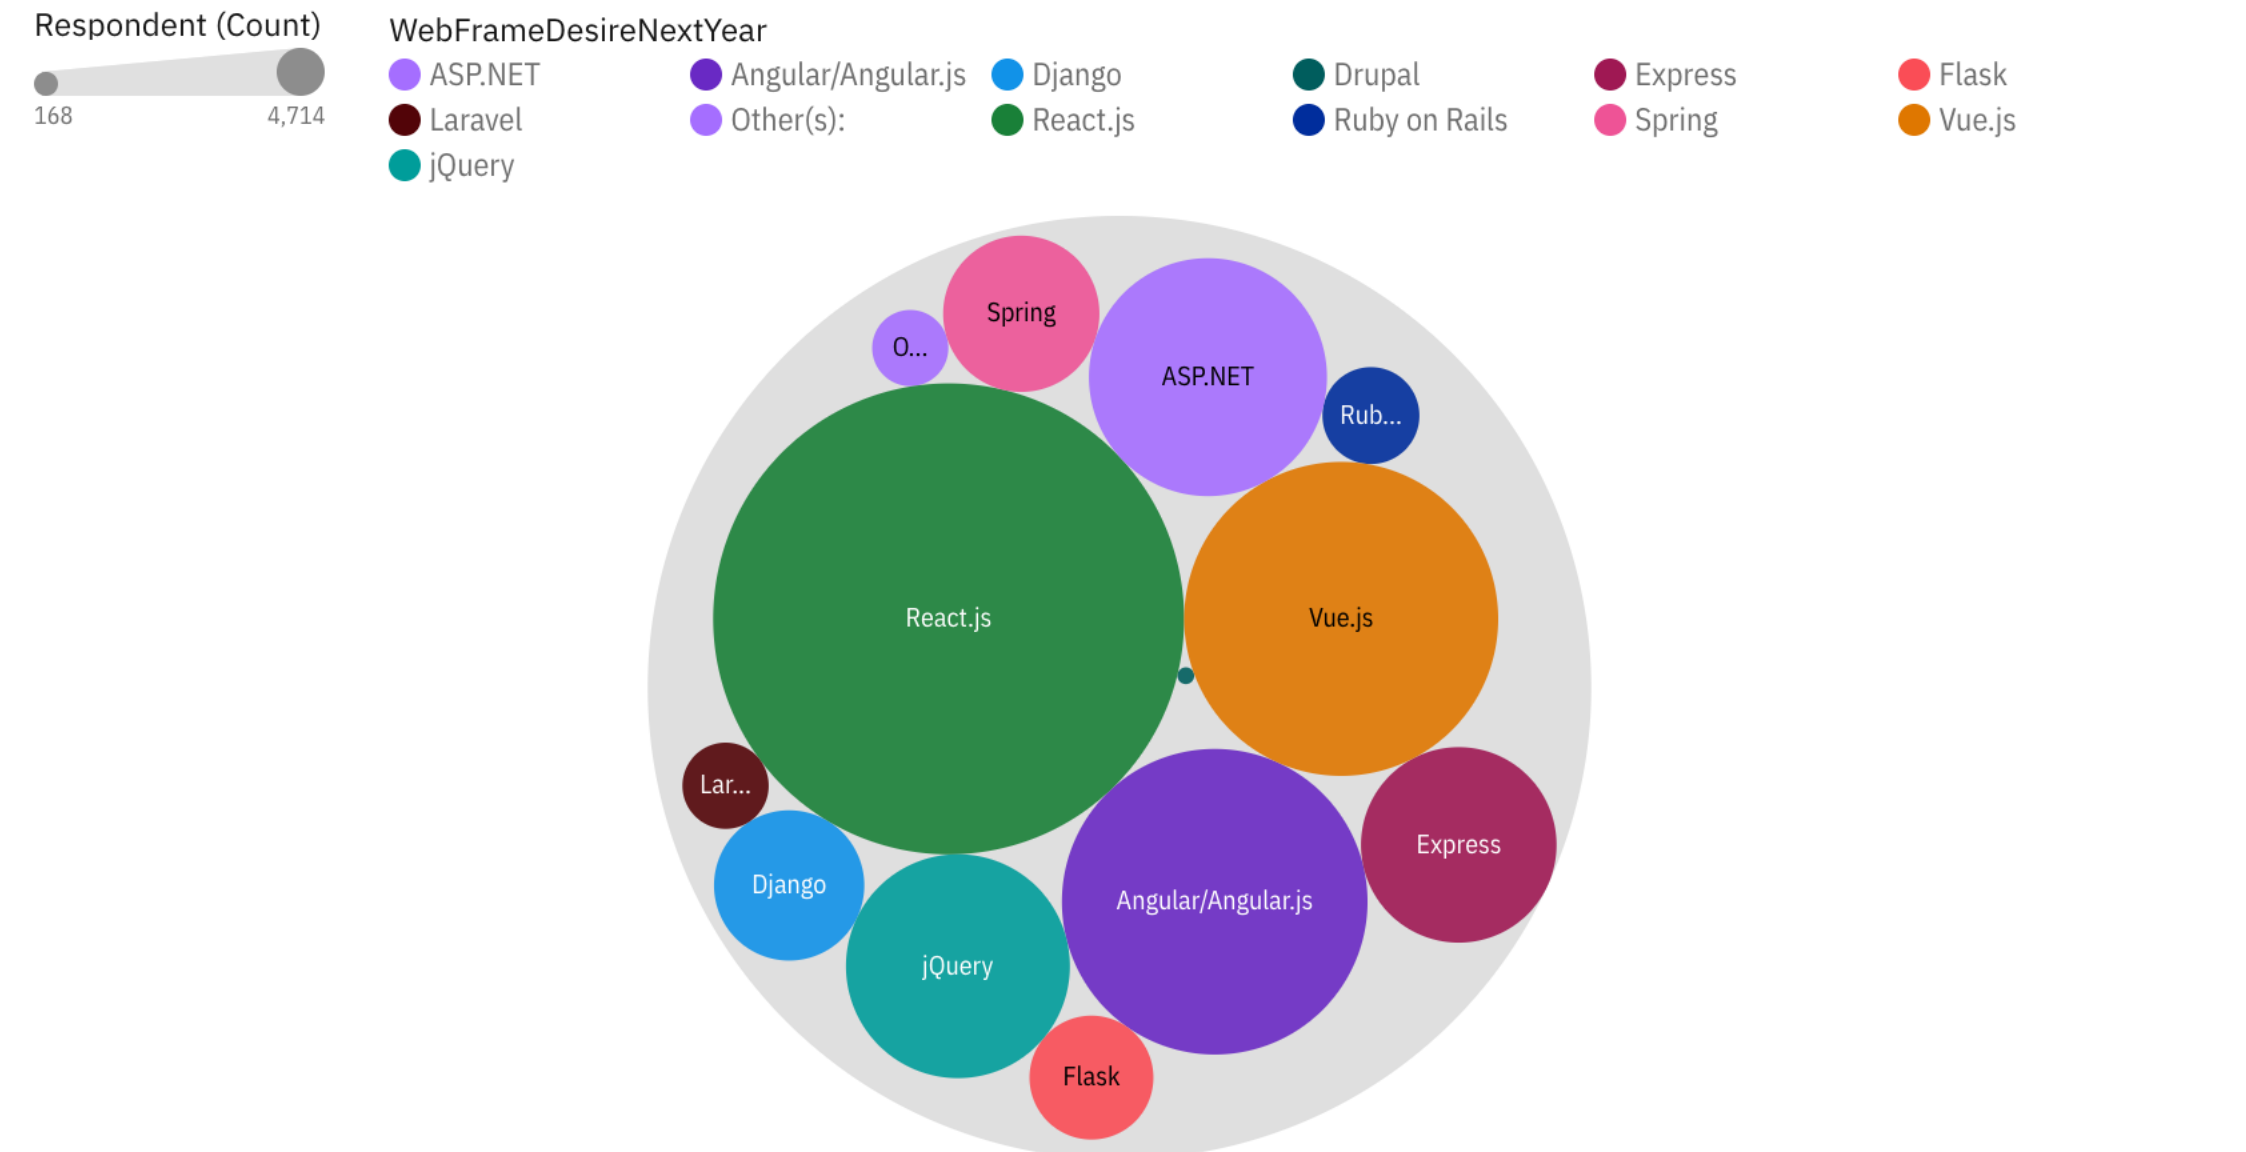 Respondent (Count)
168 4,714
WebFrameDesireNextYear
ASP.NET Angular/Angular.js Django Drupal Express Flask
Laravel Other(s): React.js Ruby on Rails Spring Vue.js
jQuery
Spring
O...
ASP.NET
Rub...
React.js
Vue.js
Lar...
Django
Express
Angular/Angular.js
jQuery
Flask